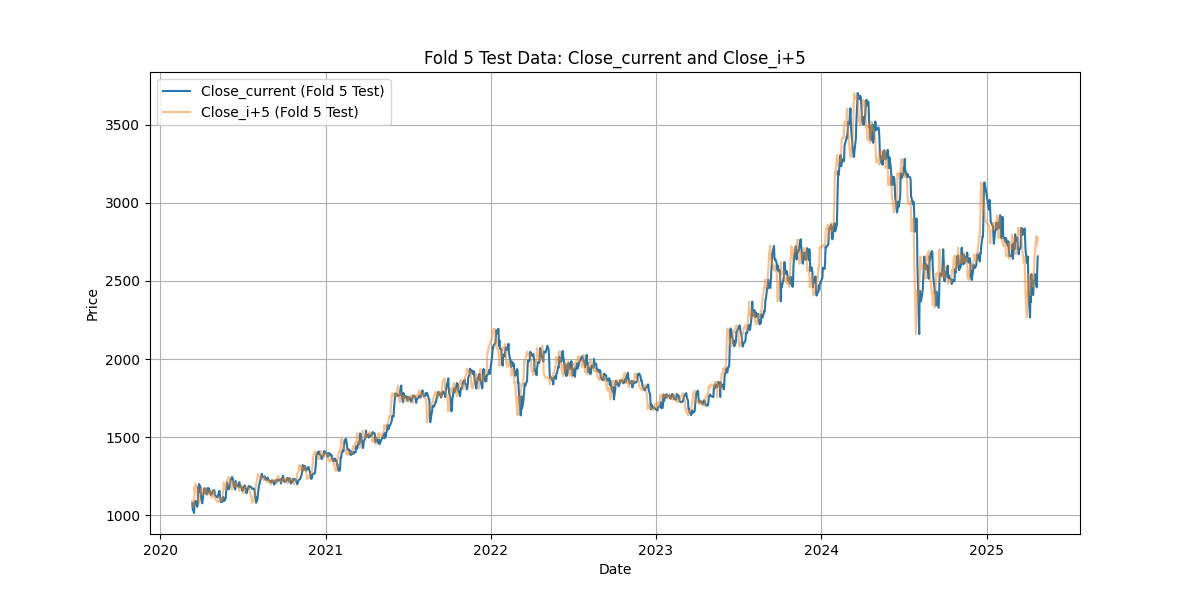 Fold 5 Test Data: Close_current and Close_i+5
Close_current (Fold 5 Test)
Close_i+5 (Fold 5 Test)
Price
3500
3000
2500
2000
1500
1000
2020 2021 2022 2023 2024 2025
Date